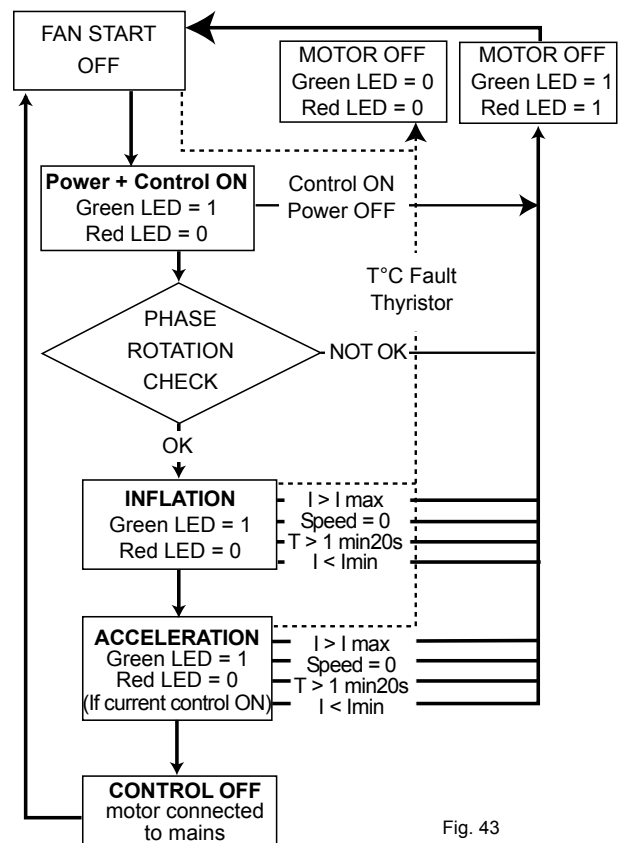 FAN START
OFF
MOTOR OFF
Green LED = 0
Red LED = 0
MOTOR OFF
Green LED = 1
Red LED = 1
Power + Control ON
Green LED = 1
Red LED = 0
Control ON
Power OFF
T°C Fault
Thyristor
PHASE
ROTATION
CHECK
NOT OK
OK
INFLATION
Green LED = 1
Red LED = 0
I > I max
Speed = 0
T > 1 min20s
I < Imin
ACCELERATION
Green LED = 1
Red LED = 0
(If current control ON)
I > I max
Speed = 0
T > 1 min20s
I < Imin
CONTROL OFF
motor connected
to mains
Fig. 43